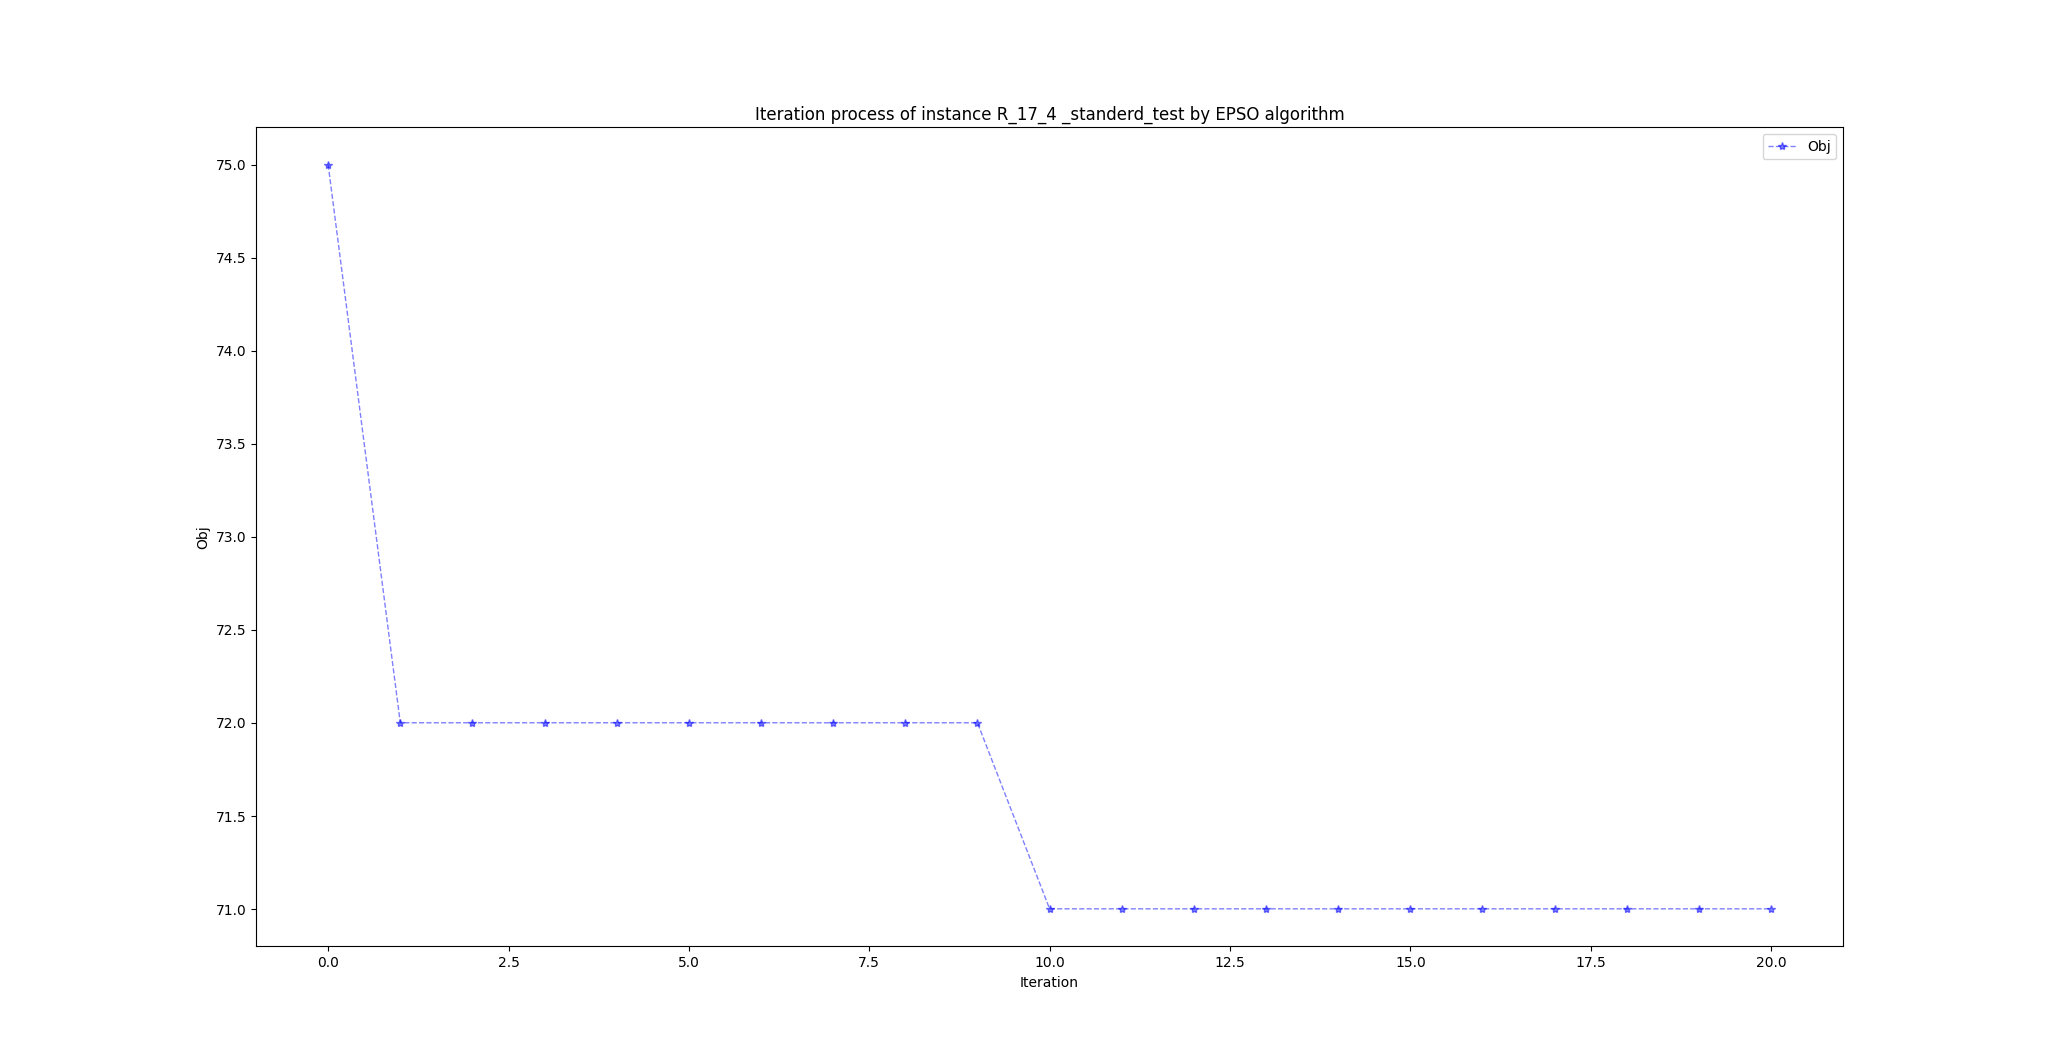 Iteration process of instance R_17_4 _standerd_test by EPSO algorithm
Obj
75.0
74.5
74.0
73.5
73.0
72.5
72.0
71.5
71.0
Obj
0.0 2.5 5.0 7.5 10.0 12.5 15.0 17.5 20.0
Iteration